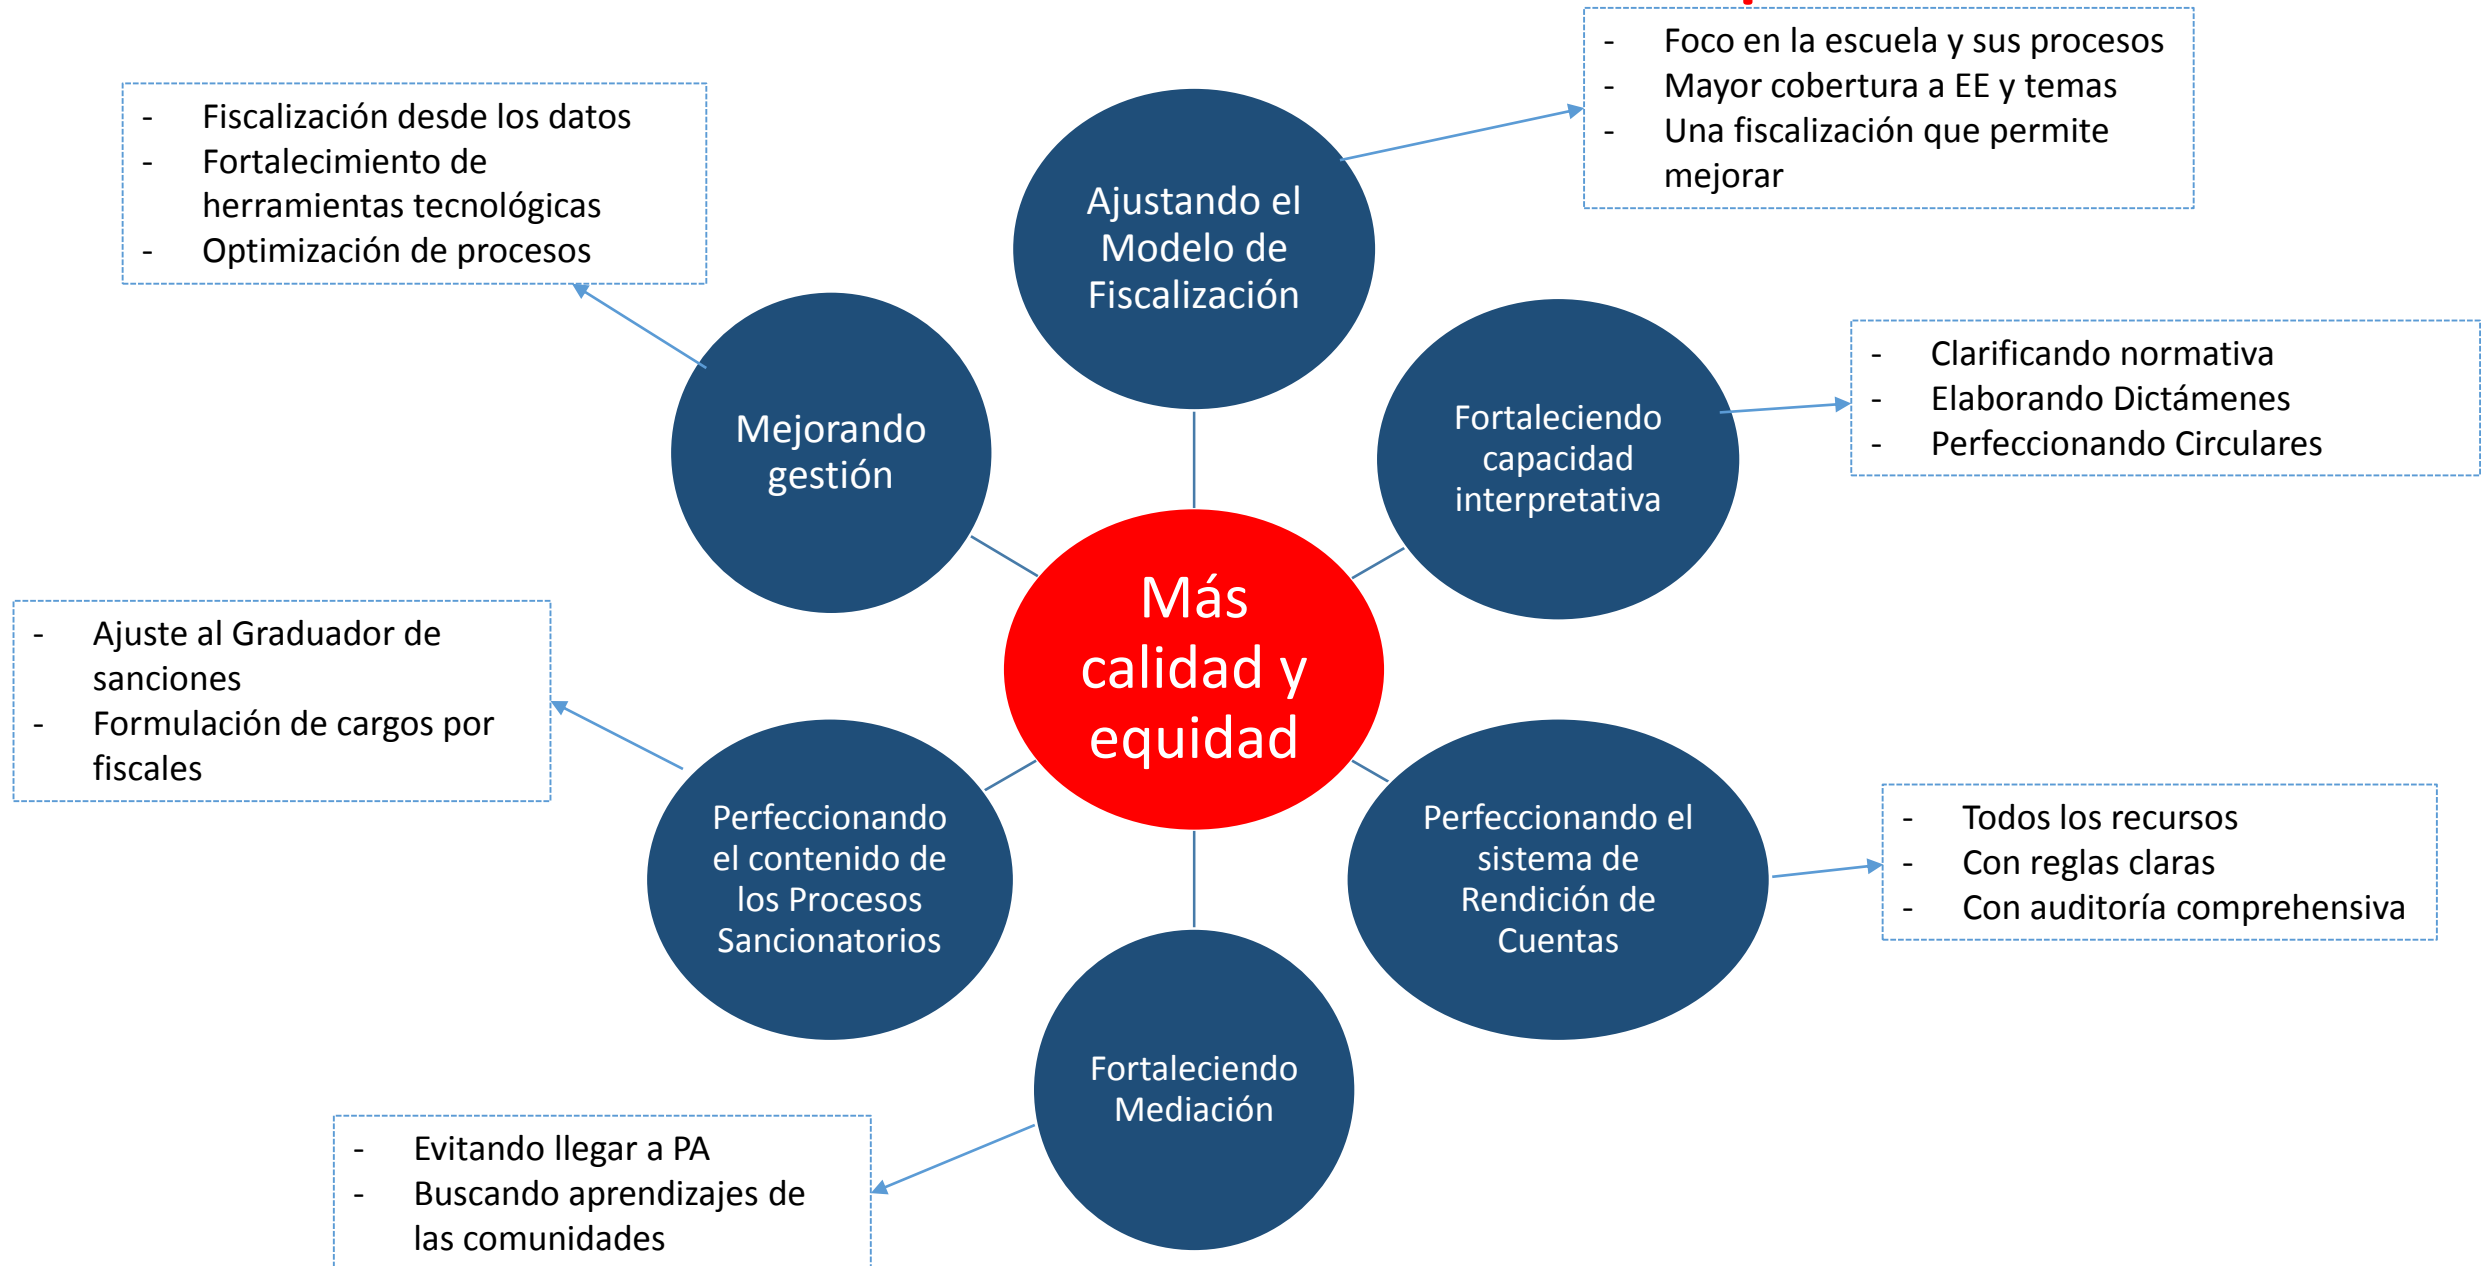 - Foco en la escuela y sus procesos
- Mayor cobertura a EE y temas
- Una fiscalización que permite
mejorar
- Fiscalización desde los datos
- Fortalecimiento de
herramientas tecnológicas
- Optimización de procesos
Ajustando el
Modelo de
Fiscalización
- Clarificando normativa
- Elaborando Dictámenes
- Perfeccionando Circulares
Mejorando
gestión
Fortaleciendo
capacidad
interpretativa
Más
calidad y
equidad
- Ajuste al Graduador de
sanciones
- Formulación de cargos por
fiscales
Perfeccionando
el contenido de
los Procesos
Sancionatorios
Perfeccionando el
sistema de
Rendición de
Cuentas
- Todos los recursos
- Con reglas claras
- Con auditoría comprehensiva
Fortaleciendo
Mediación
- Evitando llegar a PA
- Buscando aprendizajes de
las comunidades